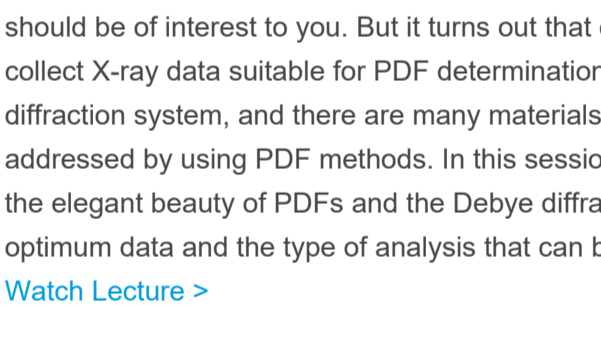 should be of interest to you. But it turns out that
collect X-ray data suitable for PDF determination
diffraction system, and there are many materials
addressed by using PDF methods. In this sessio
the elegant beauty of PDFs and the Debye diffra
optimum data and the type of analysis that can b
Watch Lecture >